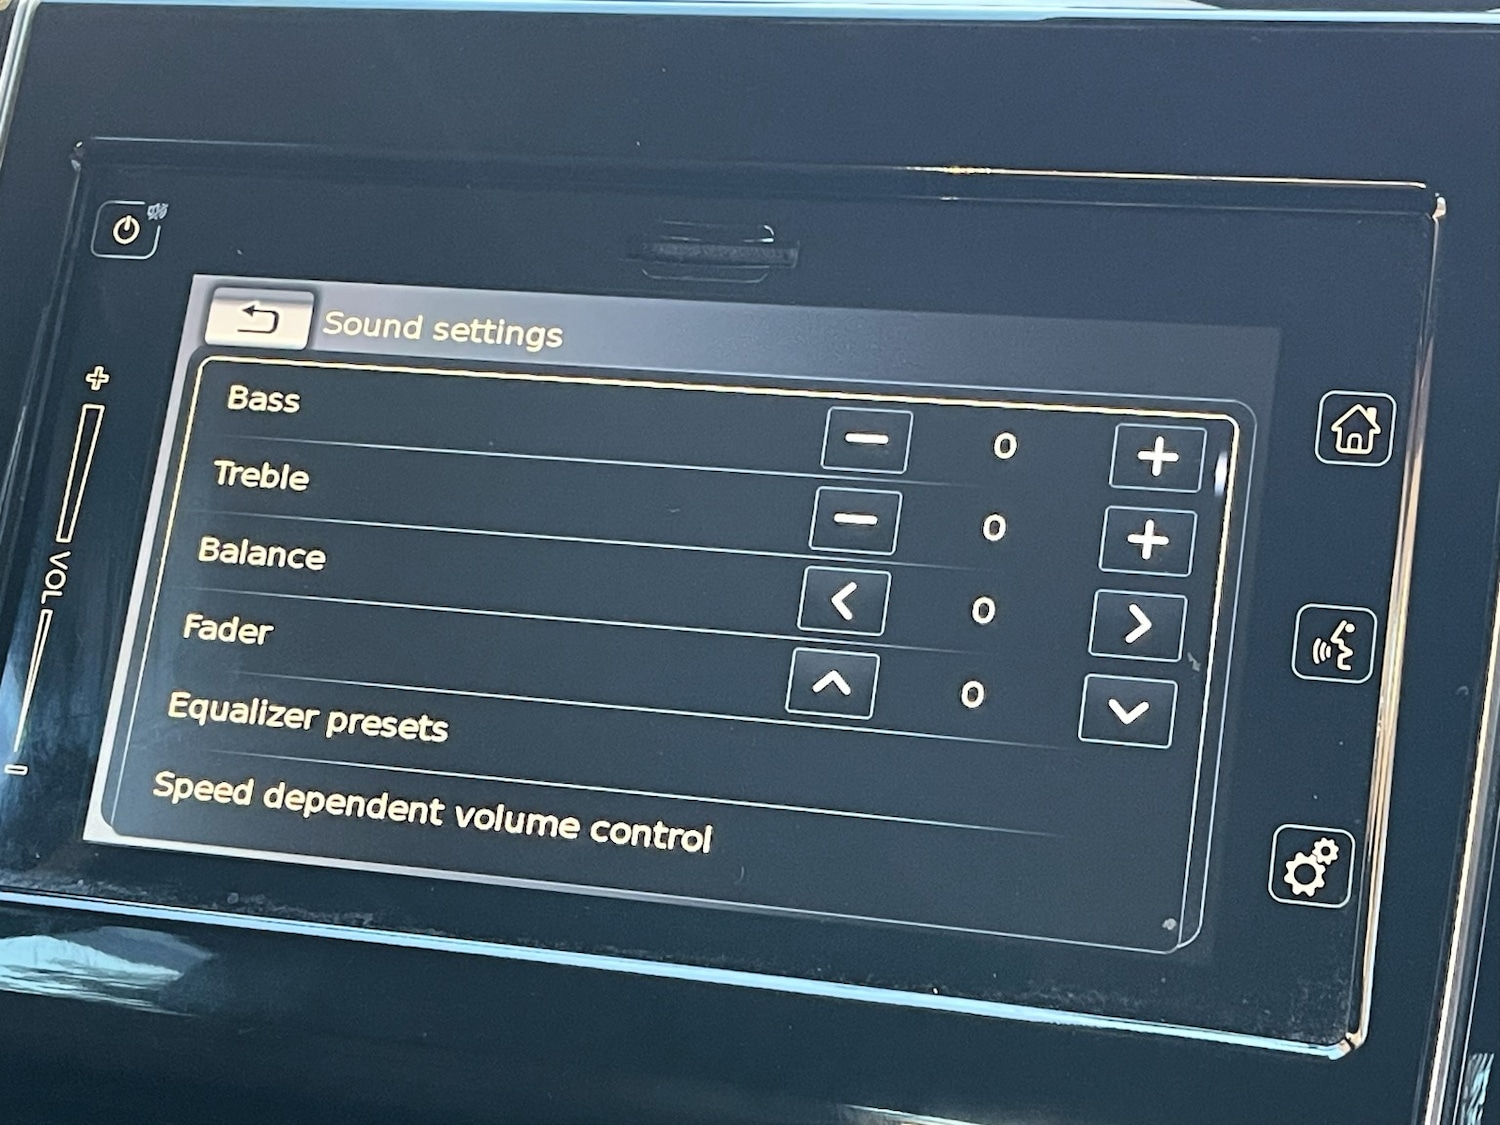 Sound settings
Bass 0
Treble 0
Balance 0
Fader 0
Equalizer presets
Speed dependent volume control
VOL